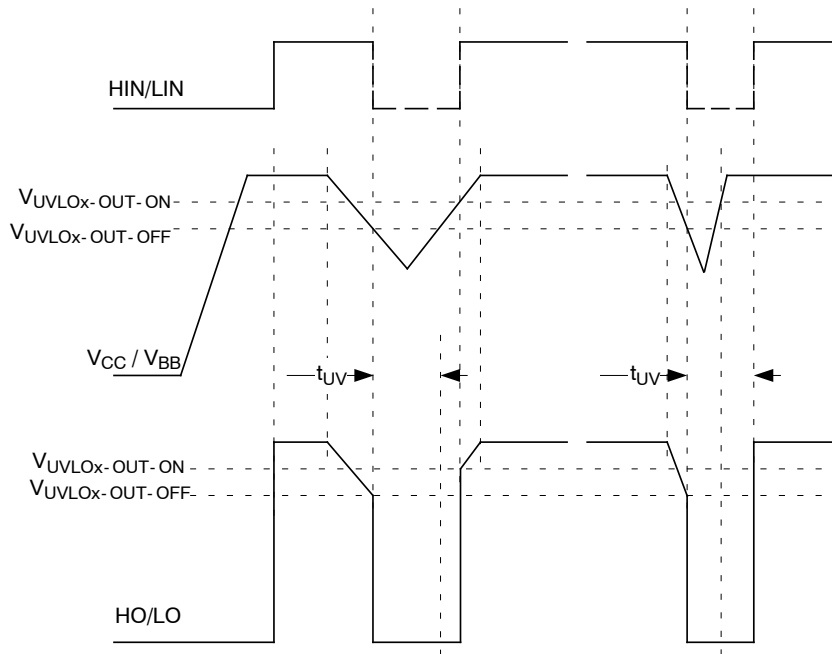 HIN/LIN
VUVLOx-OUT-ON
VUVLOx-OUT-OFF
VCC / VBB
tUV
tUV
VUVLOx-OUT-ON
VUVLOx-OUT-OFF
HO/LO